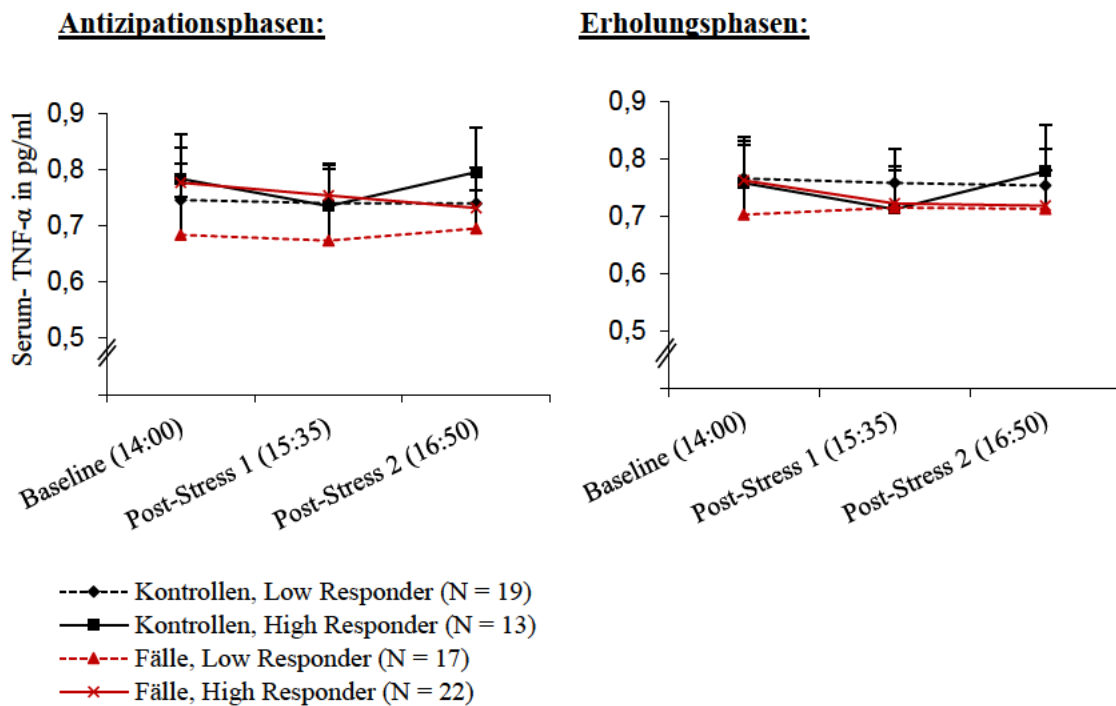 Antizipationsphasen:
Erholungsphasen:
Serum- TNF-α in pg/ml
0,9
0,8
0,7
0,6
0,5
Baseline (14:00)
Post-Stress 1 (15:35)
Post-Stress 2 (16:50)
0,9
0,8
0,7
0,6
0,5
Baseline (14:00)
Post-Stress 1 (15:35)
Post-Stress 2 (16:50)
Kontrollen, Low Responder (N = 19)
Kontrollen, High Responder (N = 13)
Fälle, Low Responder (N = 17)
Fälle, High Responder (N = 22)